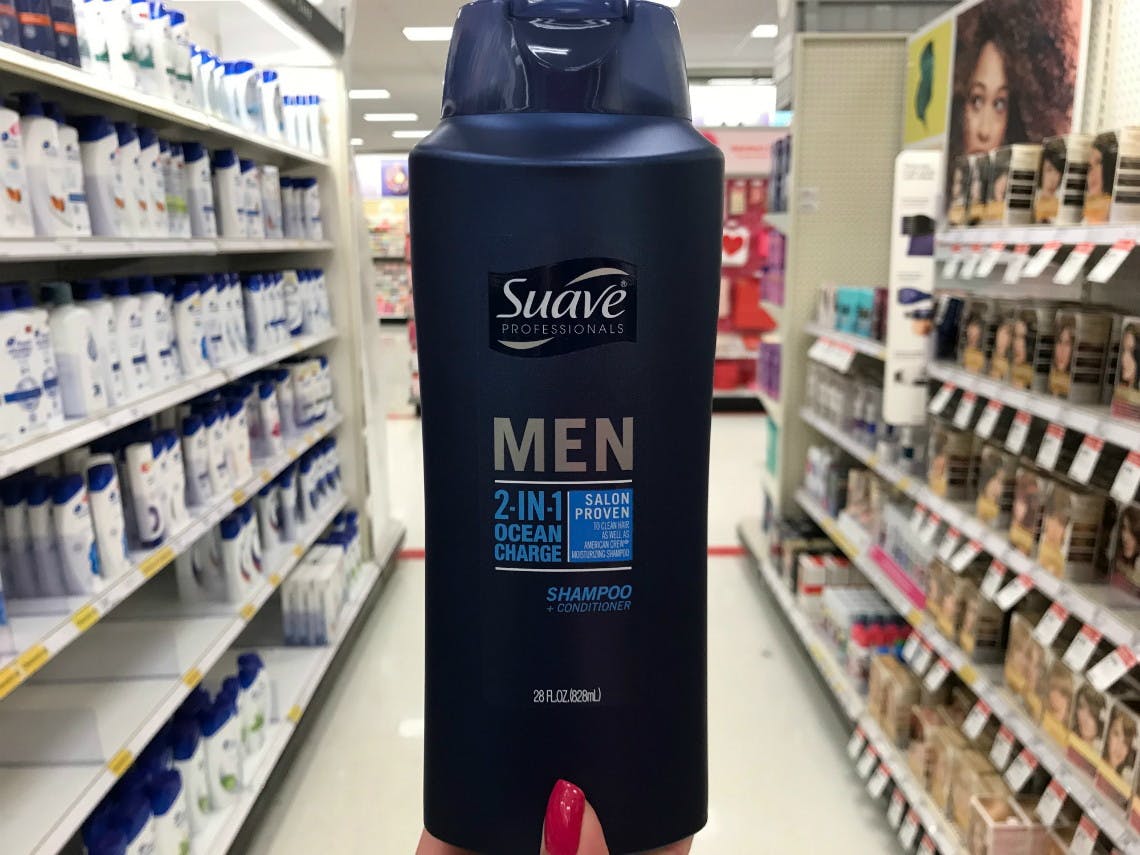 Suavē®
PROFESSIONALS
MEN
2-IN-1
OCEAN
CHARGE
SALON
PROVEN
TO CLEAN HAIR
AS WELL AS
AMERICAN CREW®
MOISTURIZING SHAMPOO
SHAMPOO
+ CONDITIONER
28 FL.OZ.(828mL)